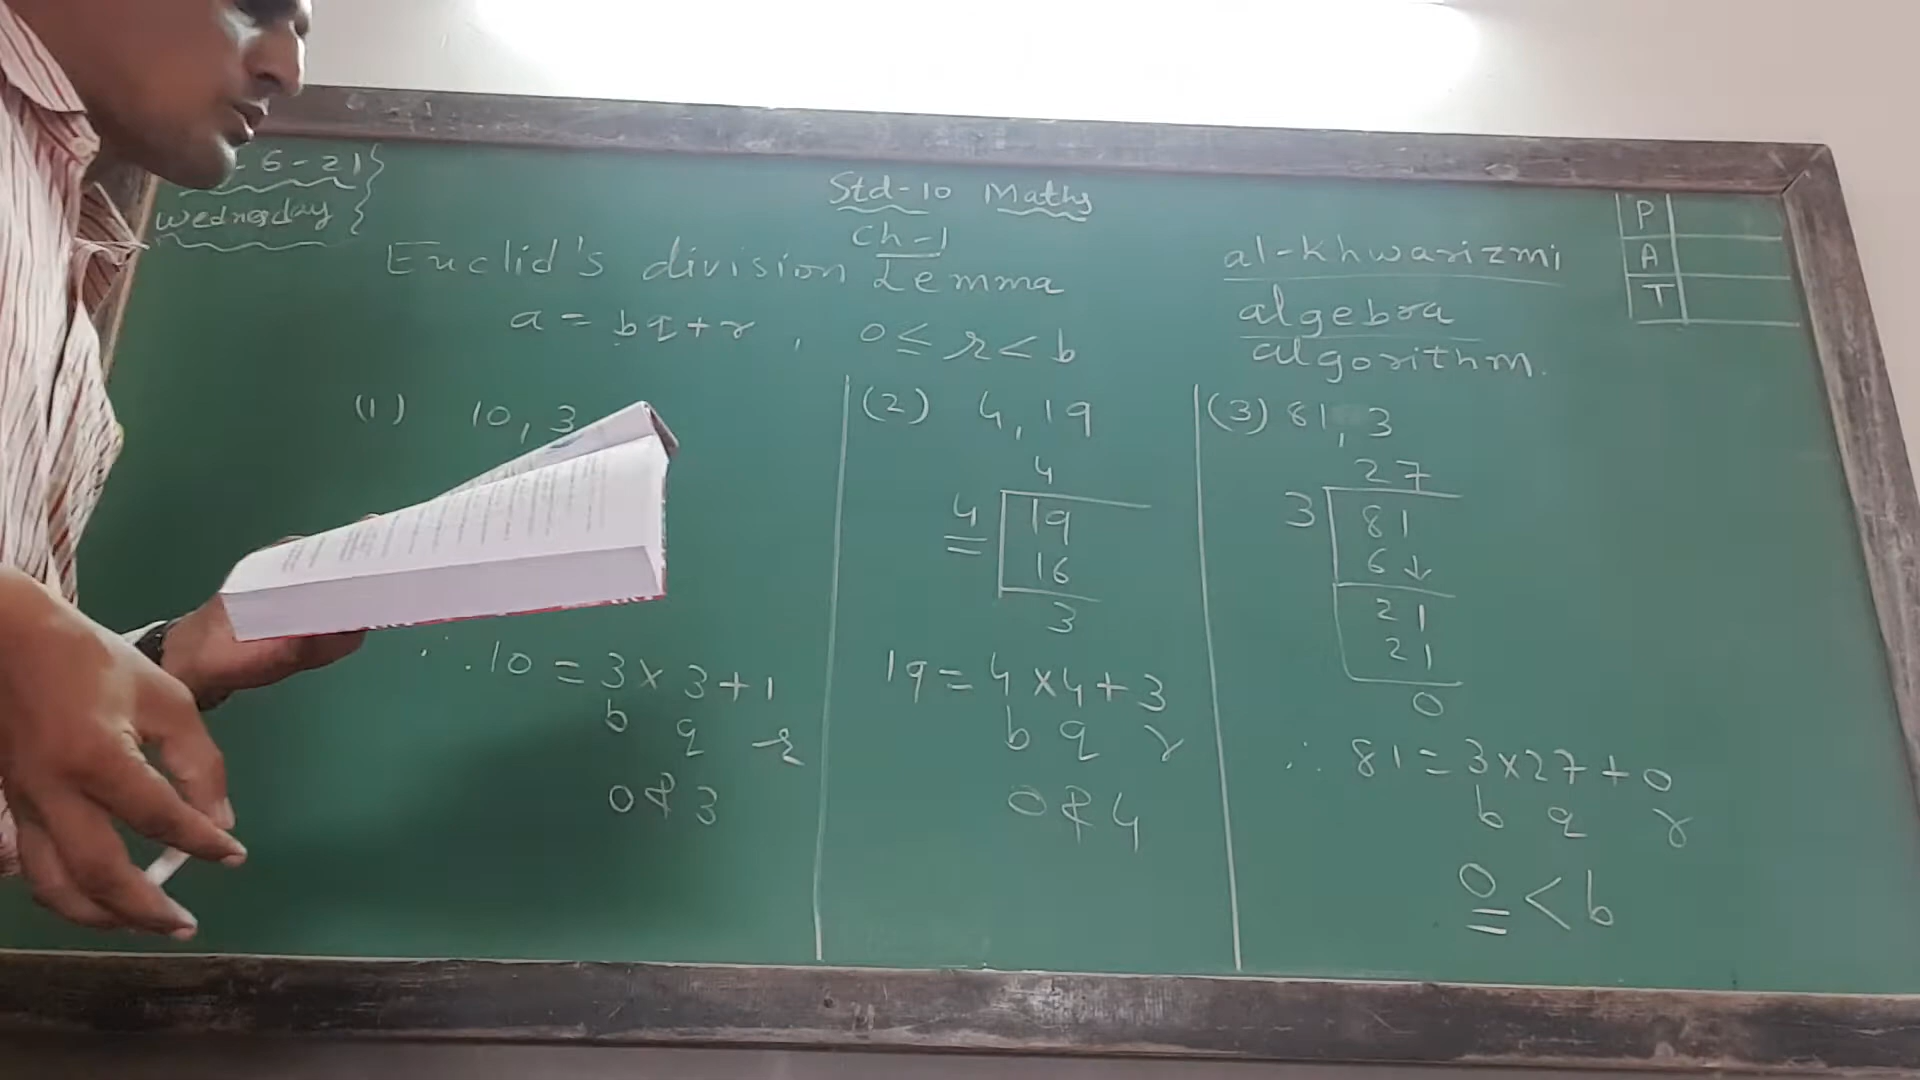 - 6 - 21
Wednesday
Std-10 Maths
Ch-1
Euclid's division Lemma
a = bq + r , 0 ≤ r < b
al-khwarizmi
algebra
algorithm.
P
A
T
(1) 10, 3
∴ 10 = 3 × 3 + 1
b q r
0 & 3
(2) 4, 19
4
4 19
16
3
19 = 4 × 4 + 3
b q r
0 & 4
(3) 81, 3
27
3 81
6 ↓
21
21
0
∴ 81 = 3 × 27 + 0
b q r
0 < b